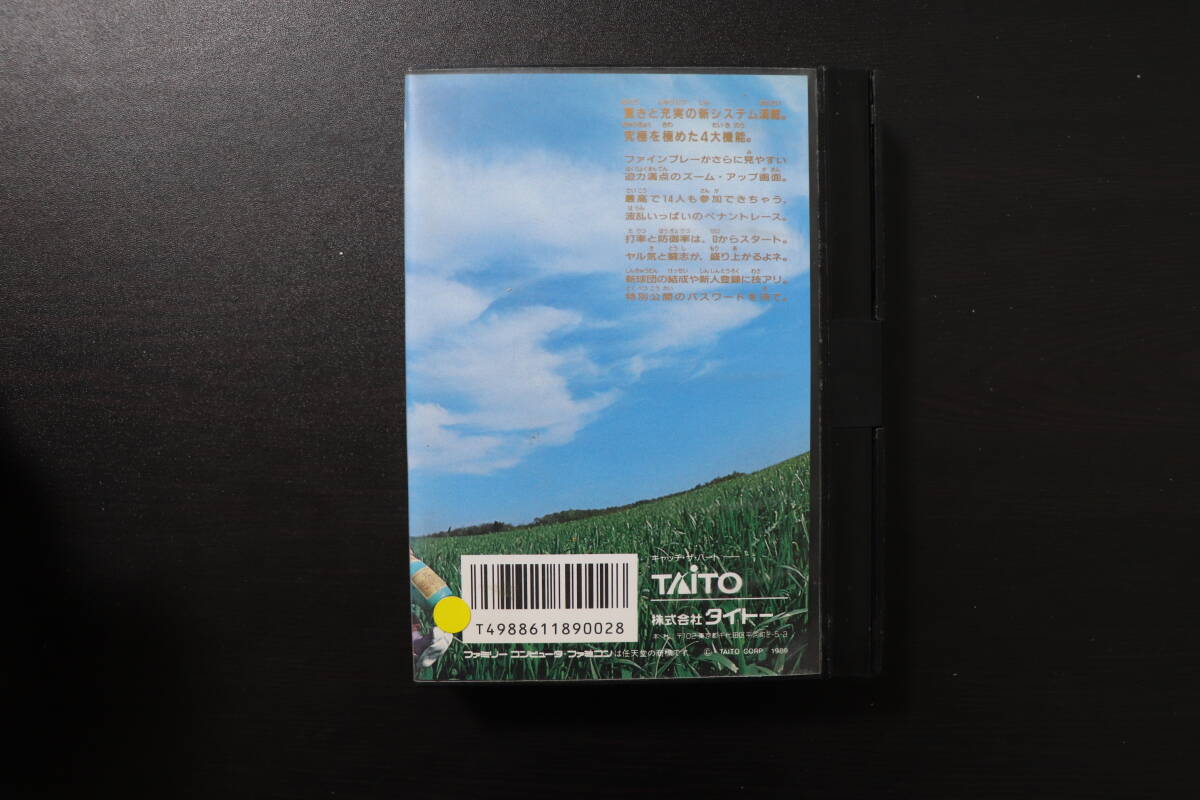 驚きと充実の新システム満載。
究極を極めた4大機能。
ファインプレーがさらに見やすい
迫力満点のズーム・アップ画面。
最高で14人も参加できちゃう、
波乱いっぱいのペナントレース。
打率と防御率は、0からスタート。
ヤル気と闘志が、盛り上がるよネ。
新球団の結成や新人登録に技アリ。
特別公開のパスワードを捜て。
キャッチ・ザ・ハート
TAITO
株式会社 タイトー
T4988611890028
ファミリーコンピュータ・ファミコンは任天堂の商標です
© TAITO CORP 1989